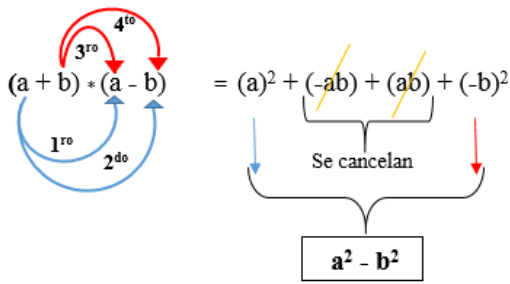 4ᵗᵒ
3ʳᵒ
(a + b) * (a - b) = (a)² + (-ab) + (ab) + (-b)²
1ʳᵒ
2ᵈᵒ
Se cancelan
a² - b²